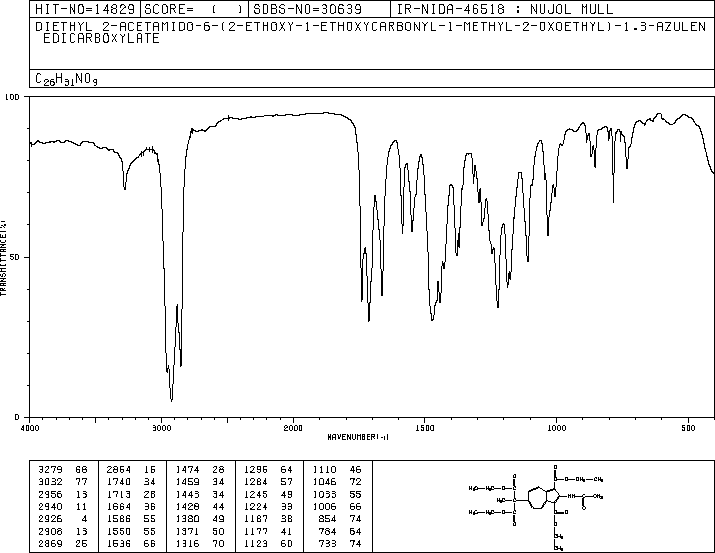 HIT-NO=14829 SCORE= ( ) SDBS-NO=30639 IR-NIDA-46518 : NUJOL MULL
DIETHYL 2-ACETAMIDO-6-(2-ETHOXY-1-ETHOXYCARBONYL-1-METHYL-2-OXOETHYL)-1,3-AZULEN
EDICARBOXYLATE
C26H31NO9
100
50
0
TRANSMITTANCE(%)
4000 3000 2000 1500 1000 500
WAVENUMBER(-1)
3279 68 2854 16 1474 28 1296 64 1110 46
3032 77 1740 34 1459 34 1284 57 1046 72
2956 13 1713 28 1443 34 1245 49 1033 55
2940 11 1664 36 1428 44 1224 33 1006 66
2926 4 1586 55 1380 49 1187 38 854 74
2908 13 1550 55 1371 50 1177 41 784 64
2869 26 1536 66 1316 70 1123 60 733 74